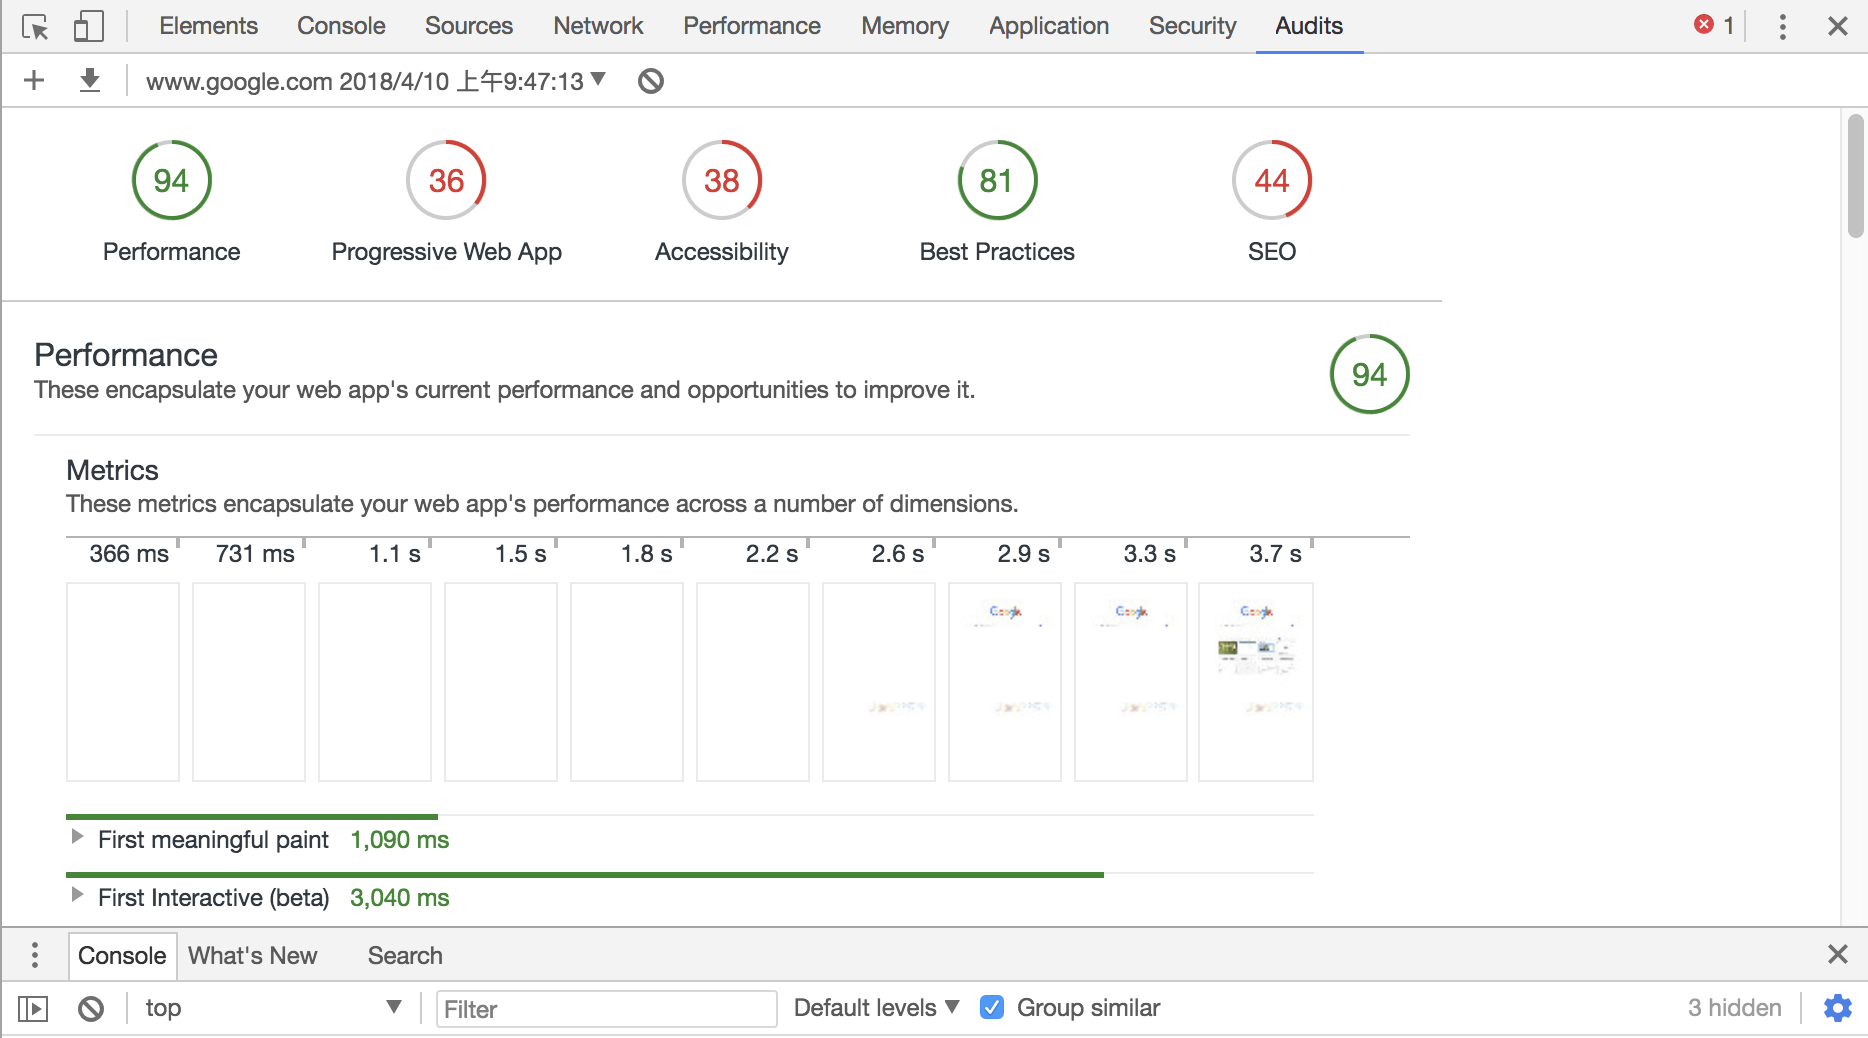 Elements Console Sources Network Performance Memory Application Security Audits 1
www.google.com 2018/4/10 上午9:47:13
94 36 38 81 44
Performance Progressive Web App Accessibility Best Practices SEO
Performance
94
These encapsulate your web app's current performance and opportunities to improve it.
Metrics
These metrics encapsulate your web app's performance across a number of dimensions.
366 ms 731 ms 1.1 s 1.5 s 1.8 s 2.2 s 2.6 s 2.9 s 3.3 s 3.7 s
Google Google Google
First meaningful paint 1,090 ms
First Interactive (beta) 3,040 ms
Console What's New Search
top Filter Default levels Group similar 3 hidden